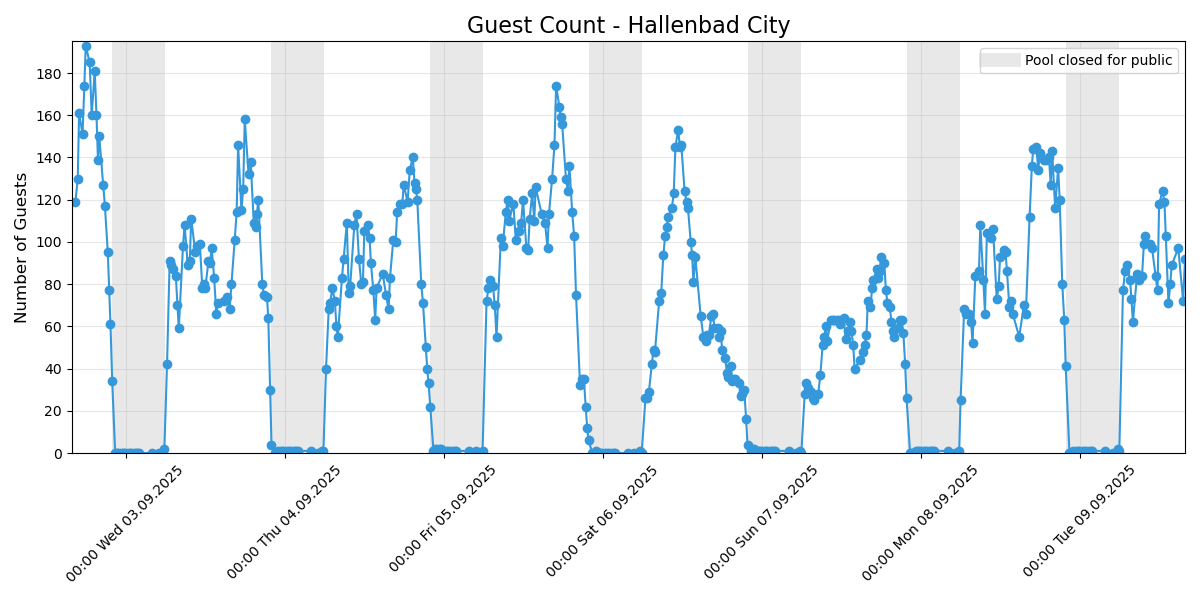 Guest Count - Hallenbad City
Pool closed for public
Number of Guests
180
160
140
120
100
80
60
40
20
0
00:00 Wed 03.09.2025
00:00 Thu 04.09.2025
00:00 Fri 05.09.2025
00:00 Sat 06.09.2025
00:00 Sun 07.09.2025
00:00 Mon 08.09.2025
00:00 Tue 09.09.2025